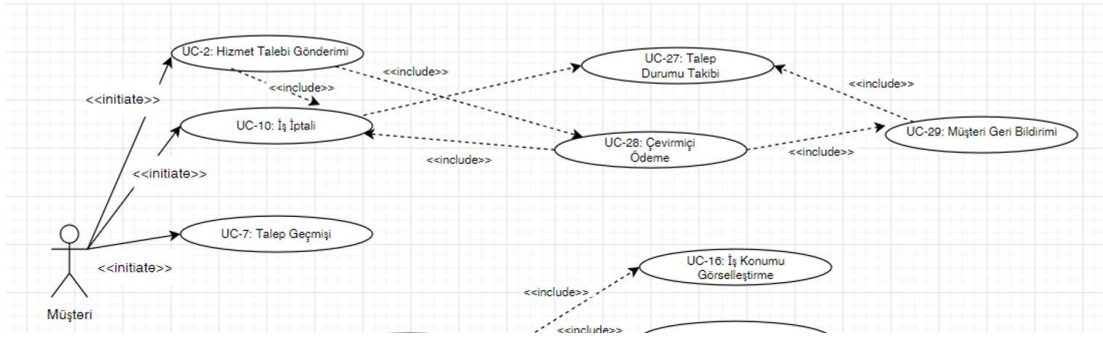 UC-2: Hizmet Talebi Gönderimi
UC-27: Talep
Durumu Takibi
<<include>>
<<include>>
<<include>>
<<initiate>>
UC-10: İş İptali
UC-29: Müşteri Geri Bildirimi
UC-28: Çevirmiçi
Ödeme
<<include>>
<<include>>
<<initiate>>
UC-7: Talep Geçmişi
<<initiate>>
UC-16: İş Konumu
Görselleştirme
<<include>>
Müşteri
<<include>>